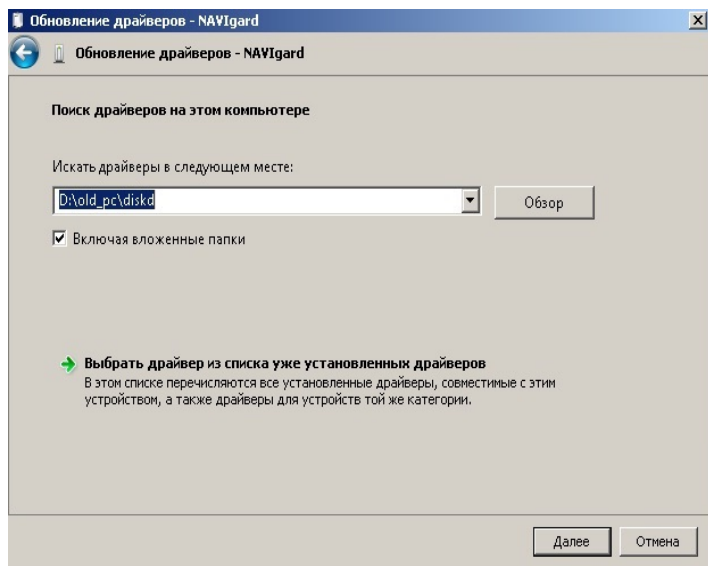 Обновление драйверов - NAVIgard
Обновление драйверов - NAVIgard
Поиск драйверов на этом компьютере
Искать драйверы в следующем месте:
D:\old_pc\diskd
Обзор
Включая вложенные папки
Выбрать драйвер из списка уже установленных драйверов
В этом списке перечисляются все установленные драйверы, совместимые с этим
устройством, а также драйверы для устройств той же категории.
Далее
Отмена